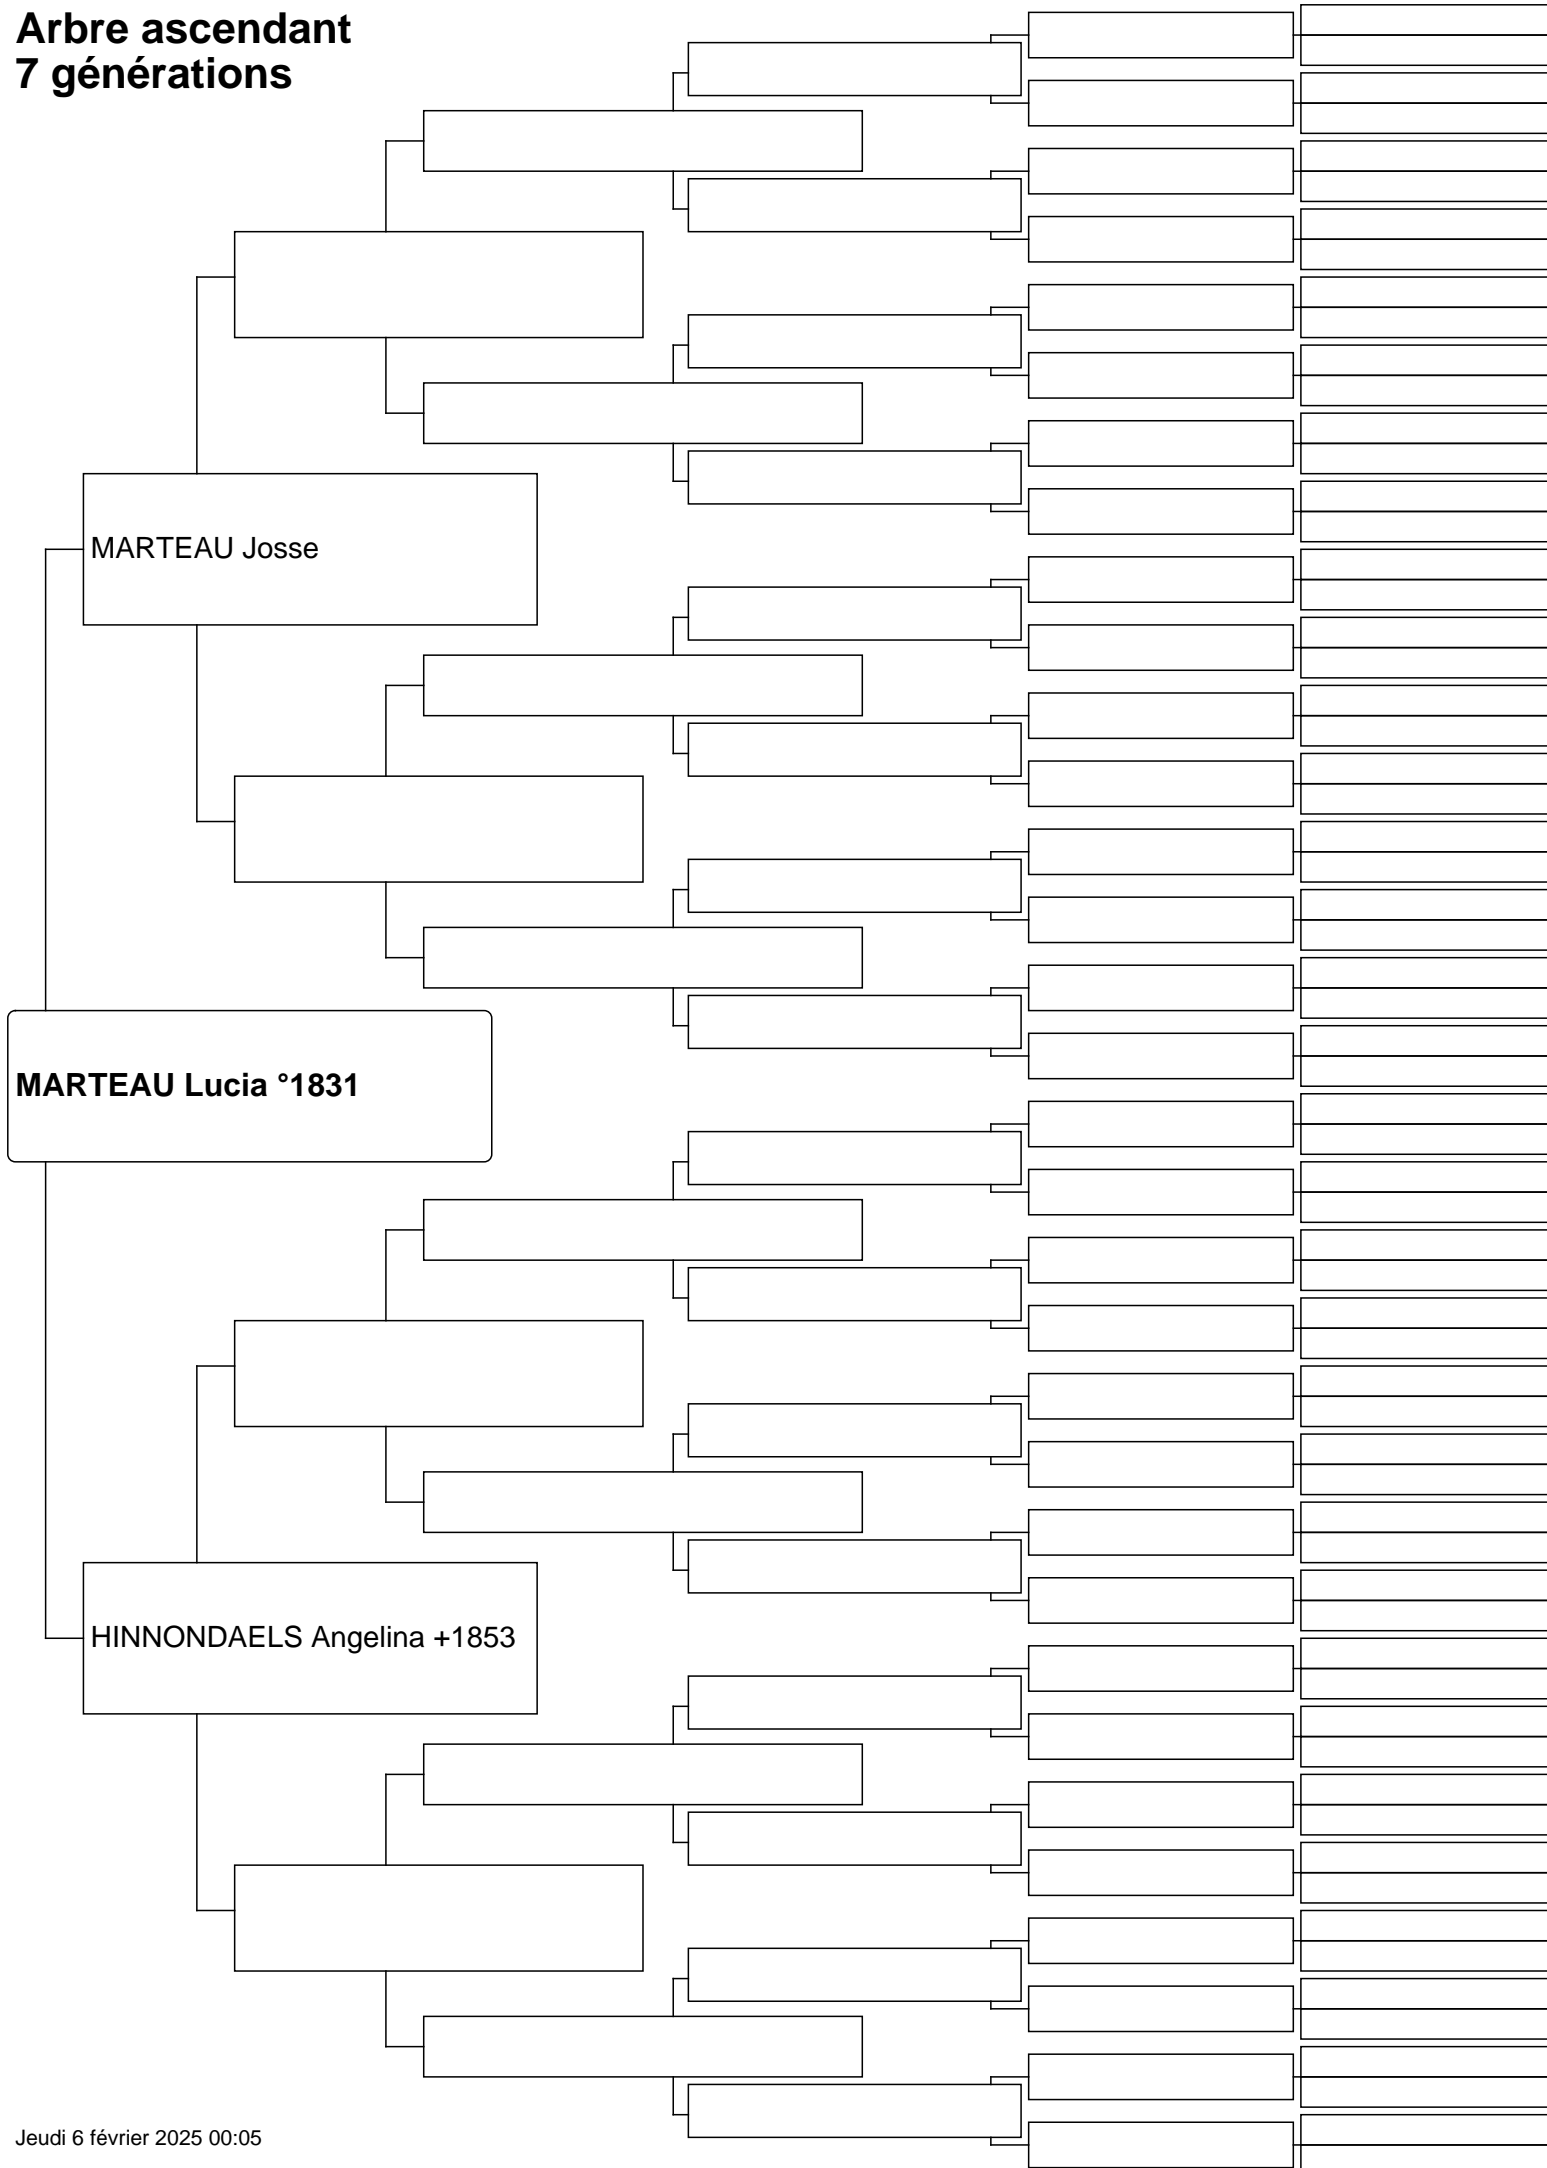 Arbre ascendant
7 générations
MARTEAU Josse
MARTEAU Lucia °1831
HINNONDAELS Angelina +1853
Jeudi 6 février 2025 00:05